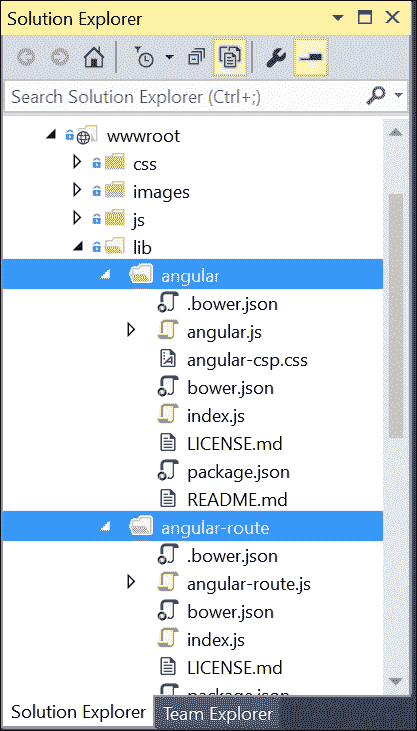 Solution Explorer
Search Solution Explorer (Ctrl+;)
wwwroot
css
images
js
lib
angular
.bower.json
angular.js
angular-csp.css
bower.json
index.js
LICENSE.md
package.json
README.md
angular-route
.bower.json
angular-route.js
bower.json
index.js
LICENSE.md
package.json
Solution Explorer Team Explorer